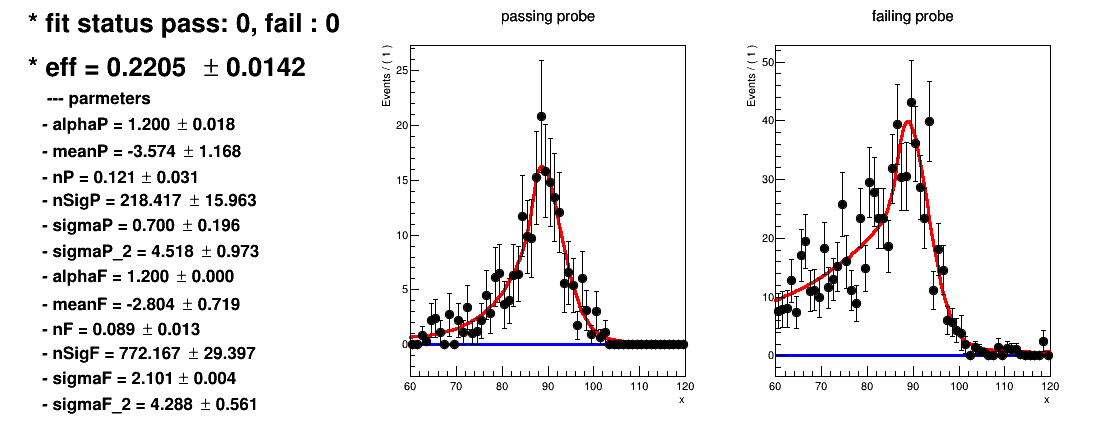 * fit status pass: 0, fail : 0
* eff = 0.2205 ± 0.0142
--- parmeters
- alphaP = 1.200 ± 0.018
- meanP = -3.574 ± 1.168
- nP = 0.121 ± 0.031
- nSigP = 218.417 ± 15.963
- sigmaP = 0.700 ± 0.196
- sigmaP_2 = 4.518 ± 0.973
- alphaF = 1.200 ± 0.000
- meanF = -2.804 ± 0.719
- nF = 0.089 ± 0.013
- nSigF = 772.167 ± 29.397
- sigmaF = 2.101 ± 0.004
- sigmaF_2 = 4.288 ± 0.561
passing probe
Events / ( 1 )
25
20
15
10
5
0
60 70 80 90 100 110 120
x
failing probe
Events / ( 1 )
50
40
30
20
10
0
60 70 80 90 100 110 120
x